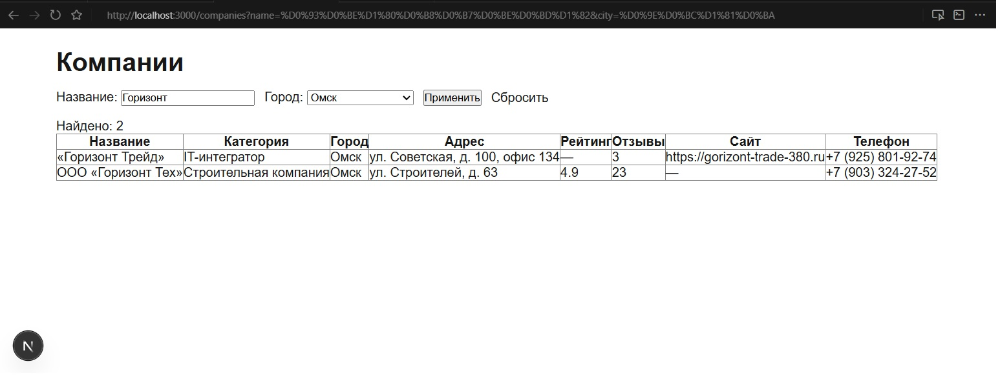 http://localhost:3000/companies?name=%D0%93%D0%BE%D1%80%D0%B8%D0%B7%D0%BE%D0%BD%D1%82&city=%D0%9E%D0%BC%D1%81%D0%BA
Компании
Название: Горизонт Город: Омск Применить Сбросить
Найдено: 2
Название Категория Город Адрес Рейтинг Отзывы Сайт Телефон
«Горизонт Трейд» IT-интегратор Омск ул. Советская, д. 100, офис 134 — 3 https://gorizont-trade-380.ru +7 (925) 801-92-74
ООО «Горизонт Тех» Строительная компания Омск ул. Строителей, д. 63 4.9 23 — +7 (903) 324-27-52
N